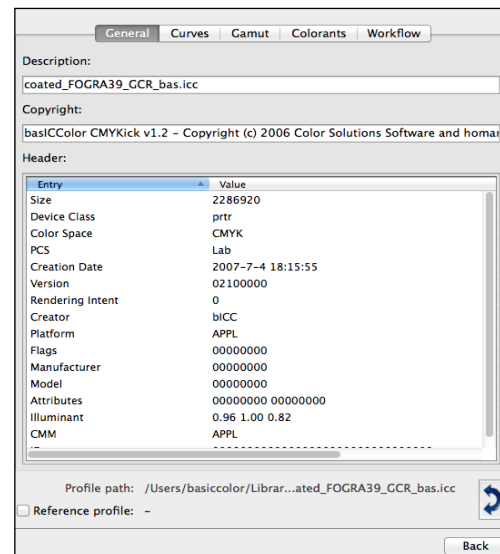 General Curves Gamut Colorants Workflow
Description:
coated_FOGRA39_GCR_bas.icc
Copyright:
basICColor CMYKick v1.2 – Copyright (c) 2006 Color Solutions Software and homan
Header:
Entry Value
Size 2286920
Device Class prtr
Color Space CMYK
PCS Lab
Creation Date 2007-7-4 18:15:55
Version 02100000
Rendering Intent 0
Creator bICC
Platform APPL
Flags 00000000
Manufacturer 00000000
Model 00000000
Attributes 00000000 00000000
Illuminant 0.96 1.00 0.82
CMM APPL
Profile path: /Users/basiccolor/Librar...ated_FOGRA39_GCR_bas.icc
Reference profile: –
Back